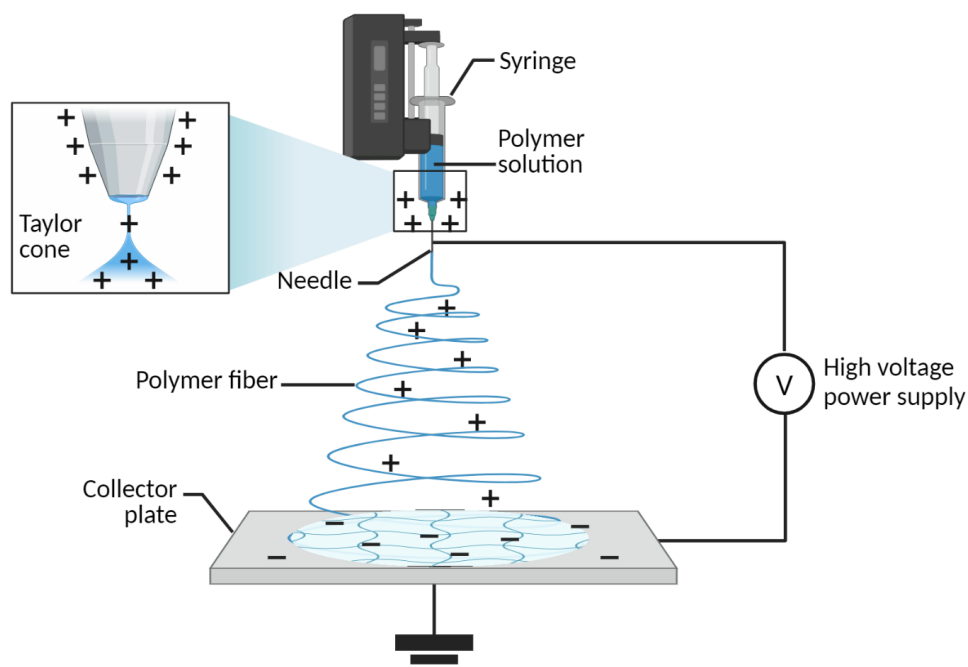 Syringe
Polymer
solution
Taylor
cone
Needle
Polymer fiber
V
High voltage
power supply
Collector
plate